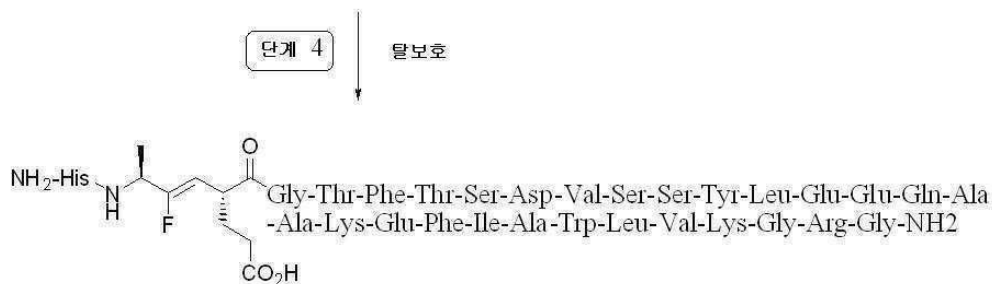 단계 4
탈보호
NH2-His
N
H
F
O
CO2H
Gly-Thr-Phe-Thr-Ser-Asp-Val-Ser-Ser-Tyr-Leu-Glu-Glu-Gln-Ala
-Ala-Lys-Glu-Phe-Ile-Ala-Trp-Leu-Val-Lys-Gly-Arg-Gly-NH2